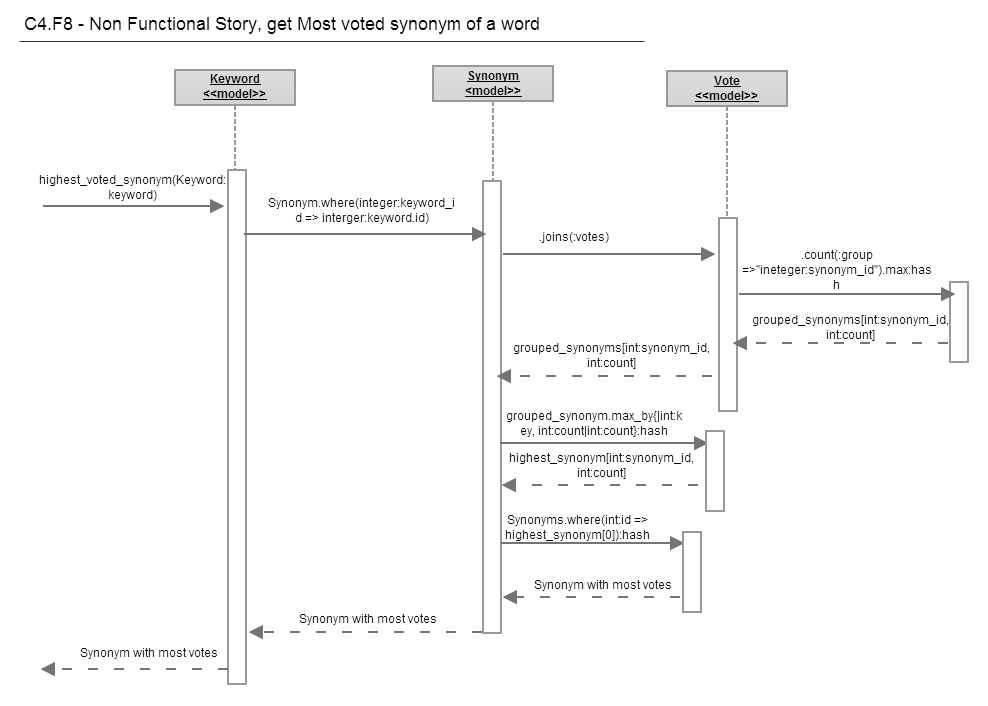 C4.F8 - Non Functional Story, get Most voted synonym of a word
Keyword
<<model>>
Synonym
<model>>
Vote
<<model>>
highest_voted_synonym(Keyword:
keyword)
Synonym.where(integer:keyword_i
d => interger:keyword.id)
.joins(:votes)
.count(:group
=>"ineteger:synonym_id").max:has
h
grouped_synonyms[int:synonym_id,
int:count]
grouped_synonyms[int:synonym_id,
int:count]
grouped_synonym.max_by{|int:k
ey, int:count|int:count}:hash
highest_synonym[int:synonym_id,
int:count]
Synonyms.where(int:id =>
highest_synonym[0]):hash
Synonym with most votes
Synonym with most votes
Synonym with most votes